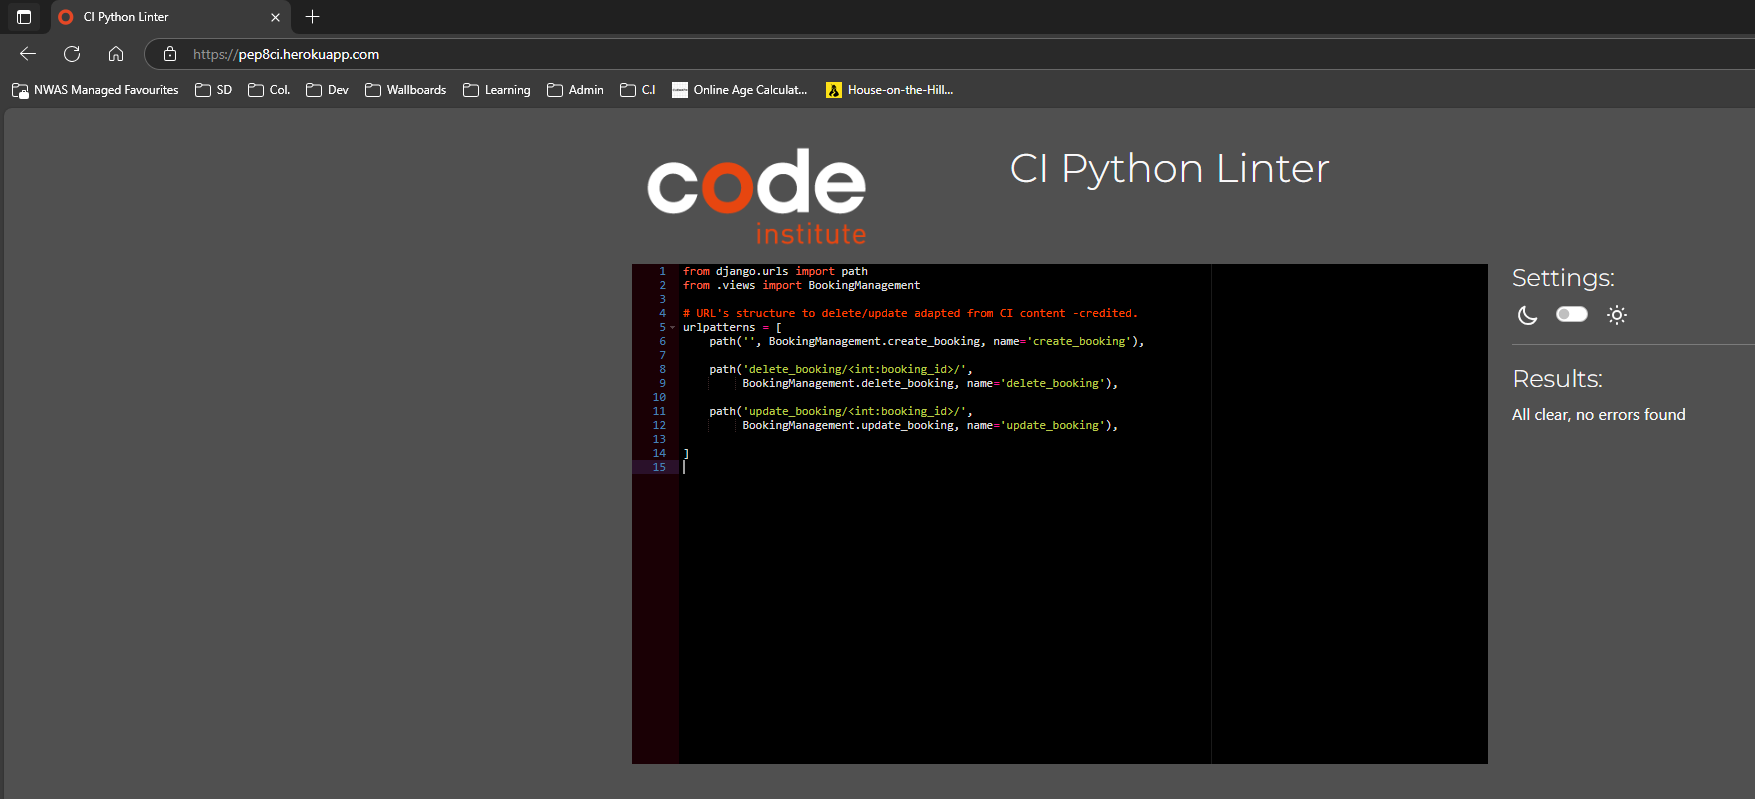 CI Python Linter
https://pep8ci.herokuapp.com
NWAS Managed Favourites SD Col. Dev Wallboards Learning Admin C.I Online Age Calculat... House-on-the-Hill...
code
institute
CI Python Linter
1 from django.urls import path
2 from .views import BookingManagement
3
4 # URL's structure to delete/update adapted from CI content -credited.
5 urlpatterns = [
6 path('', BookingManagement.create_booking, name='create_booking'),
7
8 path('delete_booking/<int:booking_id>/',
9 BookingManagement.delete_booking, name='delete_booking'),
10
11 path('update_booking/<int:booking_id>/',
12 BookingManagement.update_booking, name='update_booking'),
13
14 ]
15
Settings:
Results:
All clear, no errors found